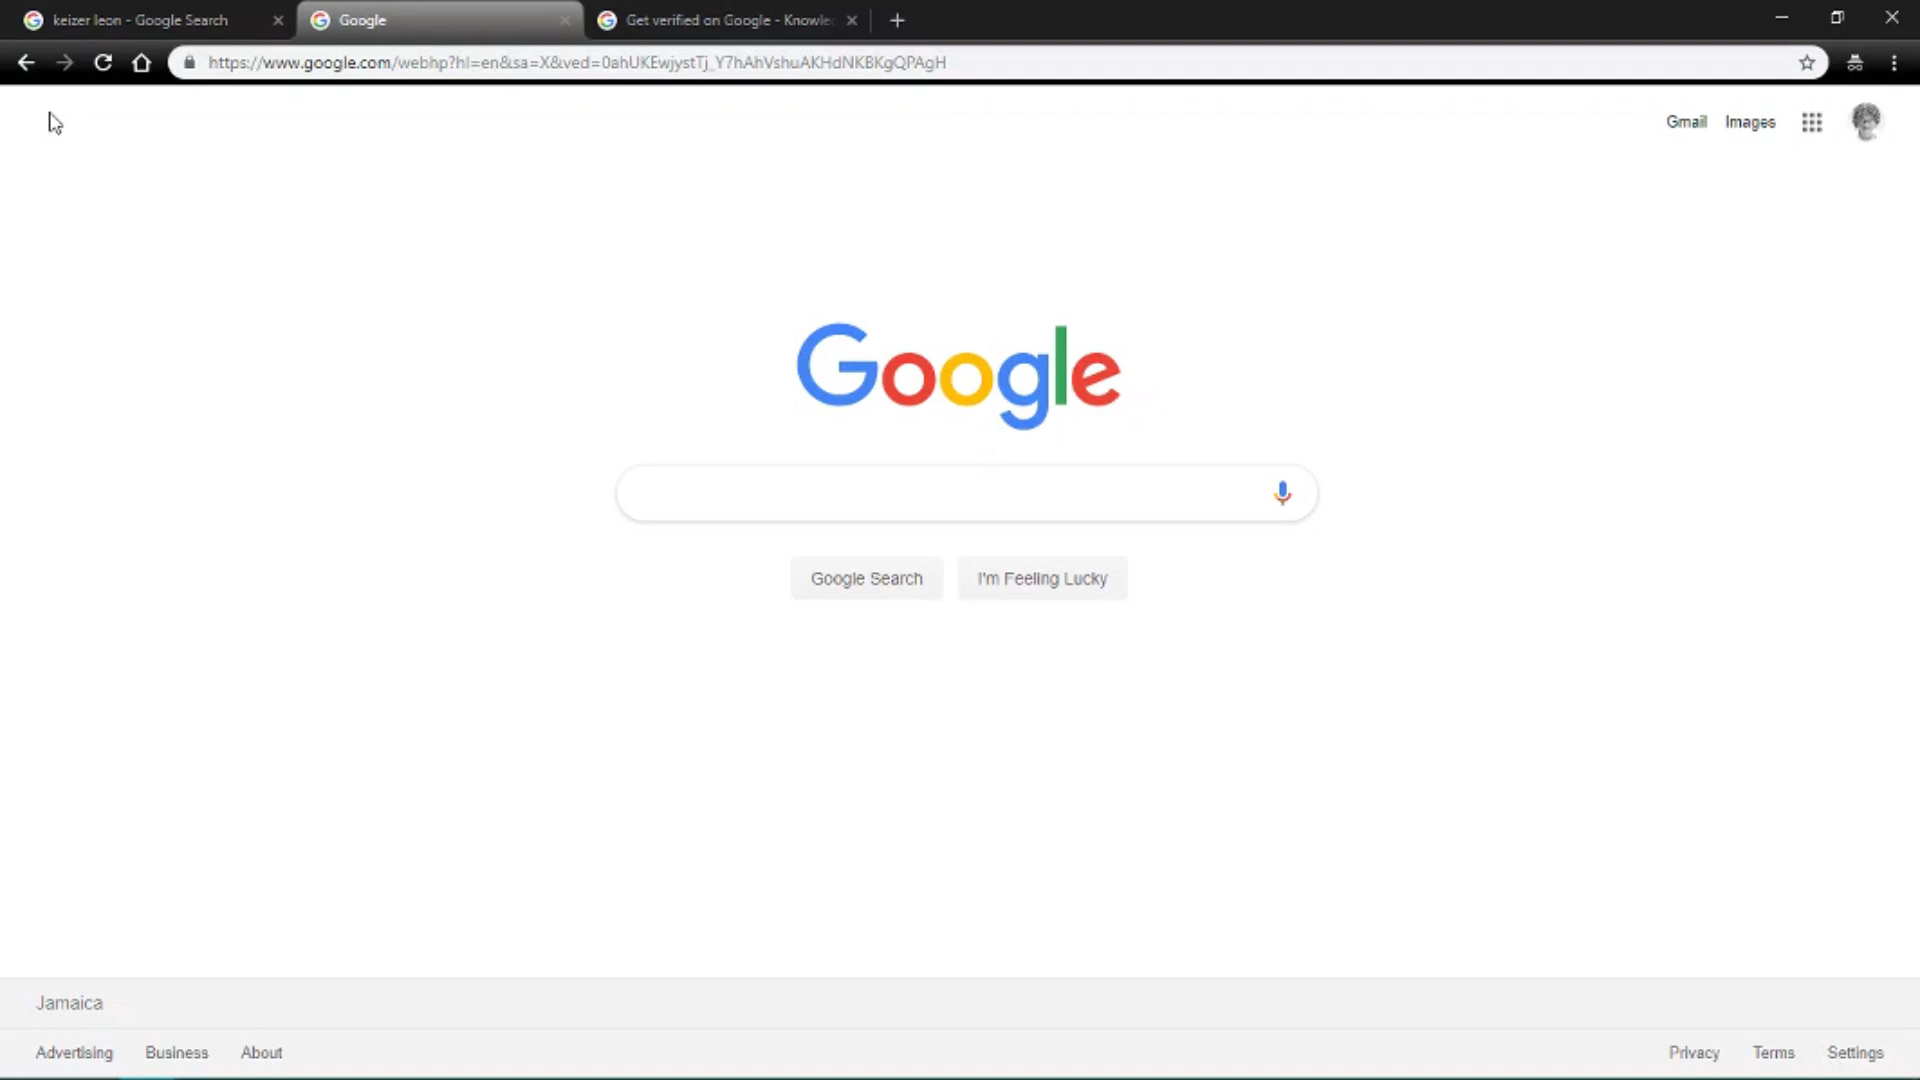 keizer leon - Google Search
Google
Get verified on Google - Knowle
https://www.google.com/webhp?hl=en&sa=X&ved=0ahUKEwjystTj_Y7hAhVshuAKHdNKBKgQPAgH
Gmail Images
Google
Google Search I'm Feeling Lucky
Jamaica
Advertising Business About Privacy Terms Settings